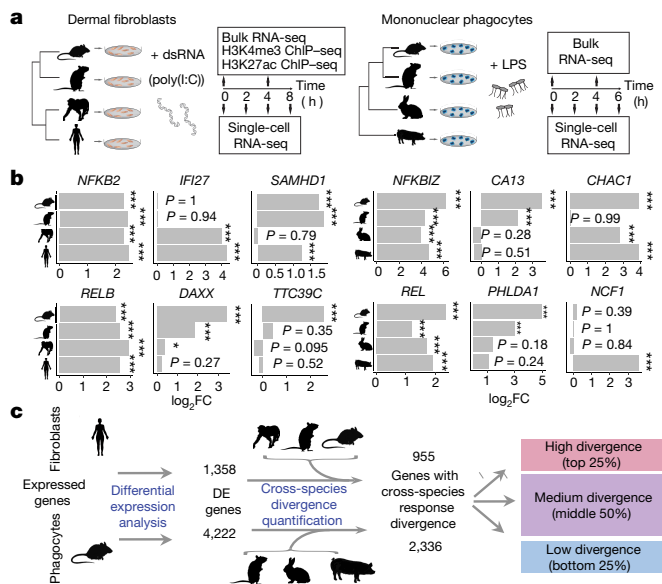 a
Dermal fibroblasts
+ dsRNA
(poly(I:C))
Bulk RNA-seq
H3K4me3 ChIP–seq
H3K27ac ChIP–seq
0 2 4 8
Time
( h )
Single-cell
RNA-seq
Mononuclear phagocytes
+ LPS
Bulk
RNA-seq
0 2 4 6
Time
(h)
Single-cell
RNA-seq
b
NFKB2
***
***
***
***
0 1 2
IFI27
P = 1
P = 0.94
***
***
0 2 4
SAMHD1
***
***
P = 0.79
***
0 0.5 1.0 1.5
NFKBIZ
***
***
***
***
0 2 4 6
CA13
***
***
P = 0.28
P = 0.51
0 1 2 3
CHAC1
***
P = 0.99
***
***
0 1 2 3 4
RELB
***
***
***
***
0 1 2 3
DAXX
***
***
*
P = 0.27
0 1 2 3
TTC39C
***
P = 0.35
P = 0.095
P = 0.52
0 1 2
log2FC
REL
***
***
***
***
0 1 2
PHLDA1
***
***
P = 0.18
P = 0.24
0 1 3 5
NCF1
P = 0.39
P = 1
P = 0.84
***
0 1 2 3
log2FC
c
Fibroblasts
Expressed
genes
Phagocytes
Differential
expression
analysis
1,358
DE
genes
4,222
Cross-species
divergence
quantification
955
Genes with
cross-species
response
divergence
2,336
High divergence
(top 25%)
Medium divergence
(middle 50%)
Low divergence
(bottom 25%)